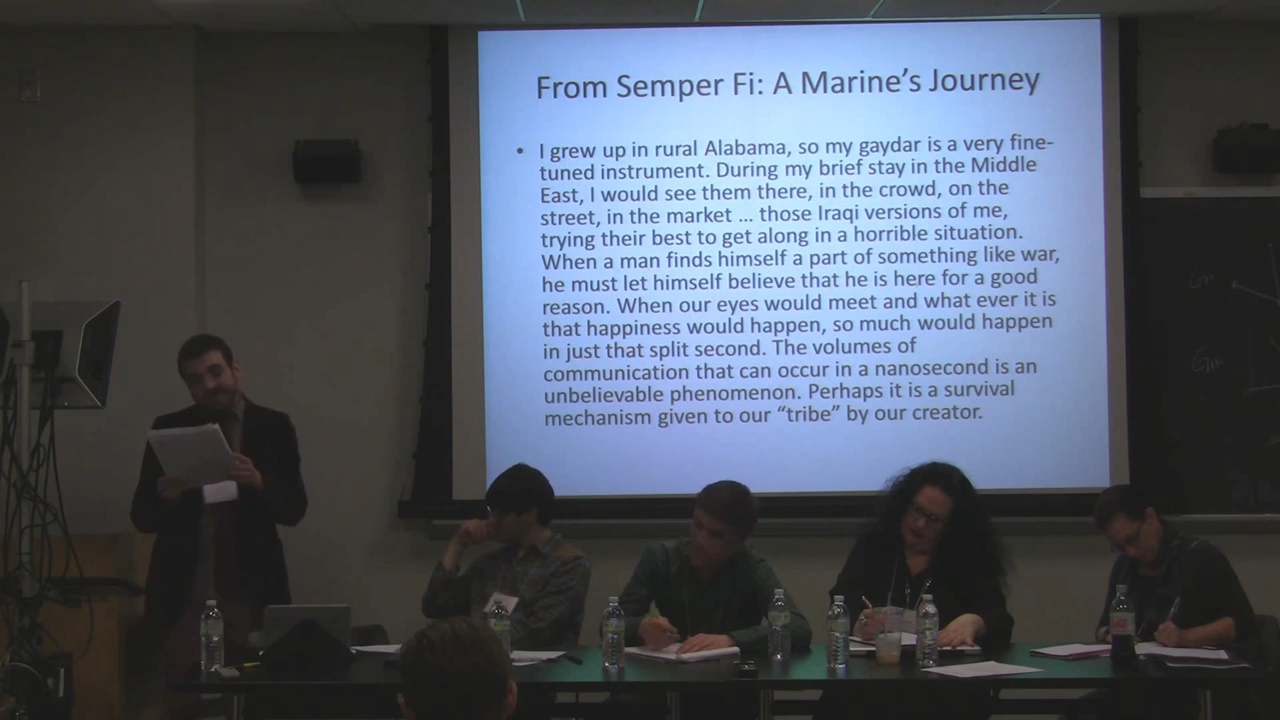 From Semper Fi: A Marine's Journey
• I grew up in rural Alabama, so my gaydar is a very fine-
tuned instrument. During my brief stay in the Middle
East, I would see them there, in the crowd, on the
street, in the market … those Iraqi versions of me,
trying their best to get along in a horrible situation.
When a man finds himself a part of something like war,
he must let himself believe that he is here for a good
reason. When our eyes would meet and what ever it is
that happiness would happen, so much would happen
in just that split second. The volumes of
communication that can occur in a nanosecond is an
unbelievable phenomenon. Perhaps it is a survival
mechanism given to our “tribe” by our creator.